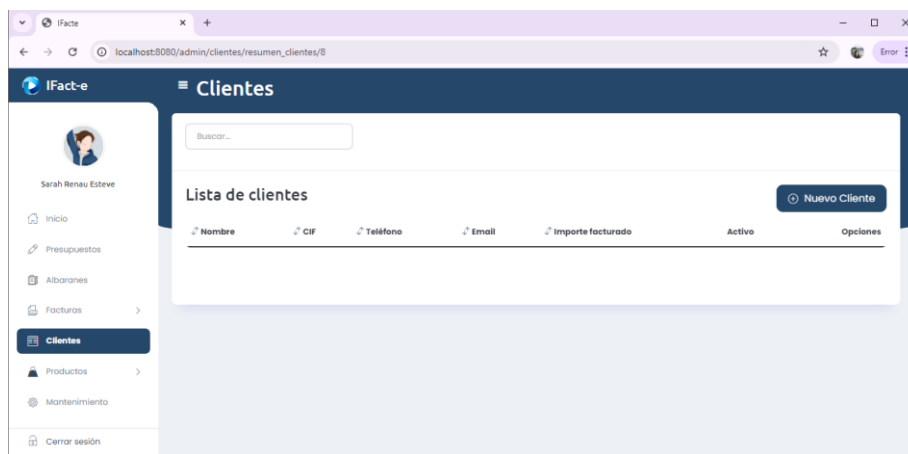 IFacte
localhost:8080/admin/clientes/resumen_clientes/8
Error
IFact-e
Clientes
Sarah Renau Esteve
Inicio
Presupuestos
Albaranes
Facturas
Clientes
Productos
Mantenimiento
Cerrar sesión
Buscar...
Lista de clientes
Nuevo Cliente
Nombre CIF Teléfono Email Importe facturado Activo Opciones